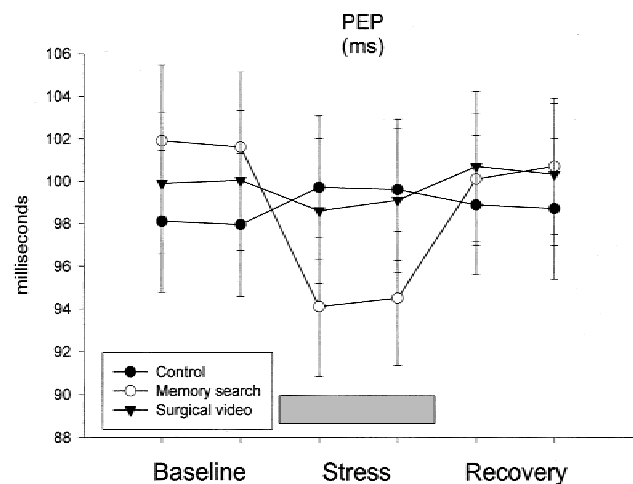 PEP
(ms)
106
104
102
100
98
96
94
92
90
88
milliseconds
Control
Memory search
Surgical video
Baseline
Stress
Recovery